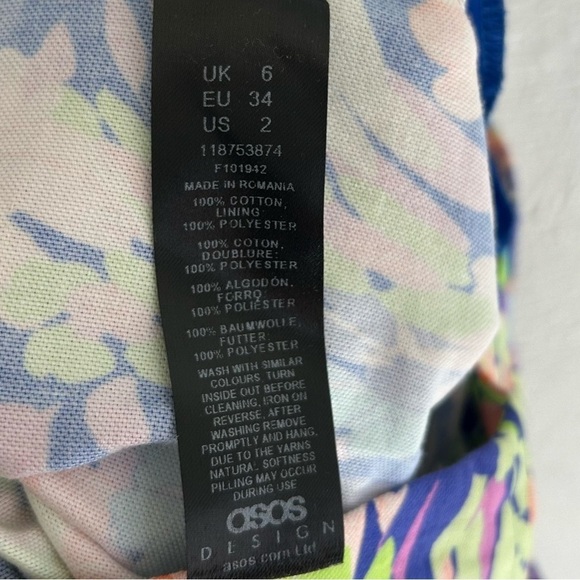 UK 6
EU 34
US 2
118753874
F101942
MADE IN ROMANIA
100% COTTON,
LINING:
100% POLYESTER
100% COTON,
DOUBLURE:
100% POLYESTER
100% ALGODÓN,
FORRO:
100% POLIÉSTER
100% BAUMWOLLE,
FUTTER:
100% POLYESTER
WASH WITH SIMILAR
COLOURS, TURN
INSIDE OUT BEFORE
CLEANING, IRON ON
REVERSE, AFTER
WASHING REMOVE
PROMPTLY AND HANG,
DUE TO THE YARNS
NATURAL SOFTNESS
PILLING MAY OCCUR
DURING USE
asos
DESIGN
asos.com Ltd